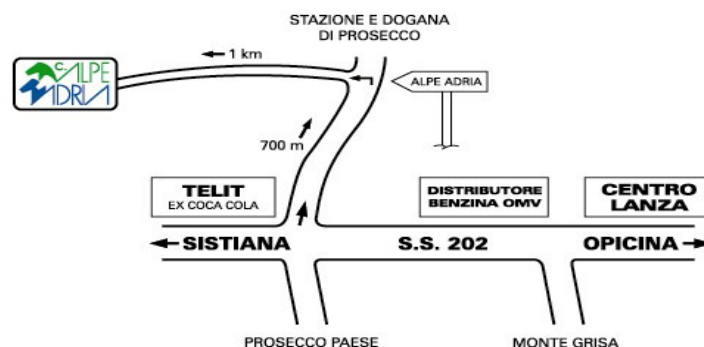 STAZIONE E DOGANA
DI PROSECCO
1 km
C-ALPE
ADRIA
ALPE ADRIA
700 m
TELIT
EX COCA COLA
DISTRIBUTORE
BENZINA OMV
CENTRO
LANZA
SISTIANA
S.S. 202
OPICINA
PROSECCO PAESE
MONTE GRISA